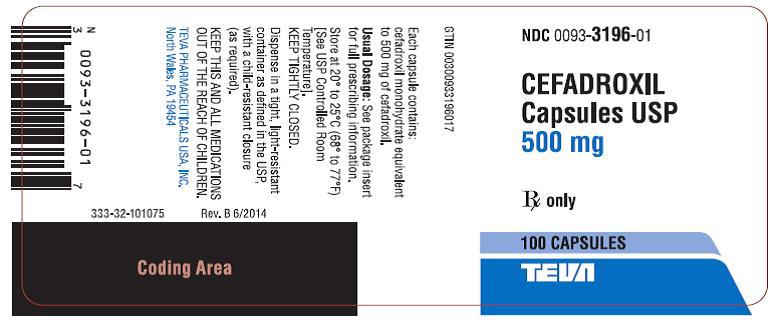 NDC 0093-3196-01
CEFADROXIL
Capsules USP
500 mg
Rx only
100 CAPSULES
TEVA
GTIN 00300933196017
Each capsule contains:
cefadroxil monohydrate equivalent
to 500 mg of cefadroxil.
Usual Dosage: See package insert
for full prescribing information.
Store at 20° to 25°C (68° to 77°F)
[See USP Controlled Room
Temperature].
KEEP TIGHTLY CLOSED.
Dispense in a tight, light-resistant
container as defined in the USP,
with a child-resistant closure
(as required).
KEEP THIS AND ALL MEDICATIONS
OUT OF THE REACH OF CHILDREN.
TEVA PHARMACEUTICALS USA, INC.
North Wales, PA 19454
N
3 0093-3196-01 7
333-32-101075 Rev. B 6/2014
Coding Area